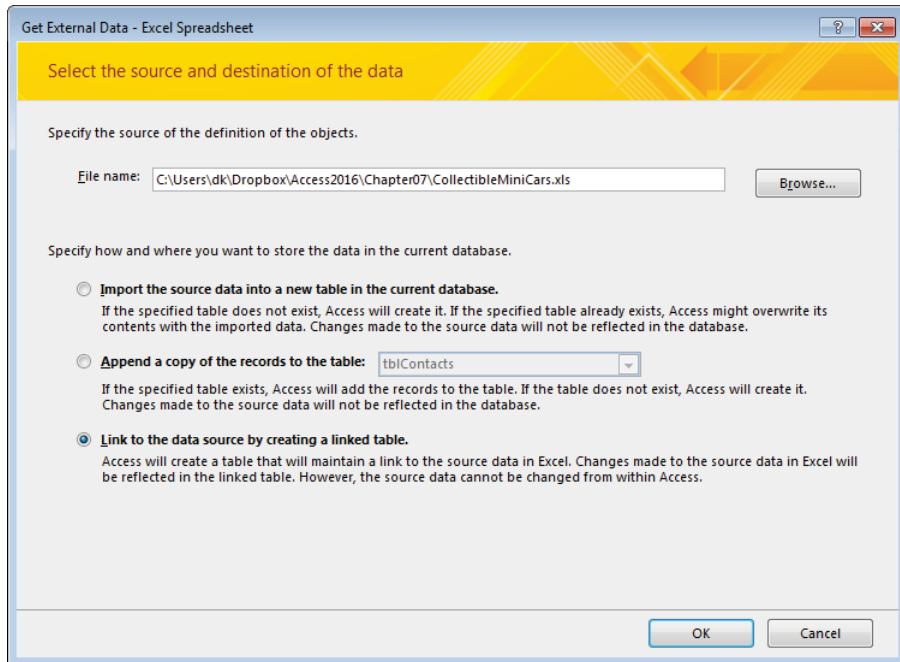 Get External Data - Excel Spreadsheet
Select the source and destination of the data
Specify the source of the definition of the objects.
File name: C:\Users\dk\Dropbox\Access2016\Chapter07\CollectibleMiniCars.xls Browse...
Specify how and where you want to store the data in the current database.
Import the source data into a new table in the current database.
If the specified table does not exist, Access will create it. If the specified table already exists, Access might overwrite its
contents with the imported data. Changes made to the source data will not be reflected in the database.
Append a copy of the records to the table: tblContacts
If the specified table exists, Access will add the records to the table. If the table does not exist, Access will create it.
Changes made to the source data will not be reflected in the database.
Link to the data source by creating a linked table.
Access will create a table that will maintain a link to the source data in Excel. Changes made to the source data in Excel will
be reflected in the linked table. However, the source data cannot be changed from within Access.
OK Cancel